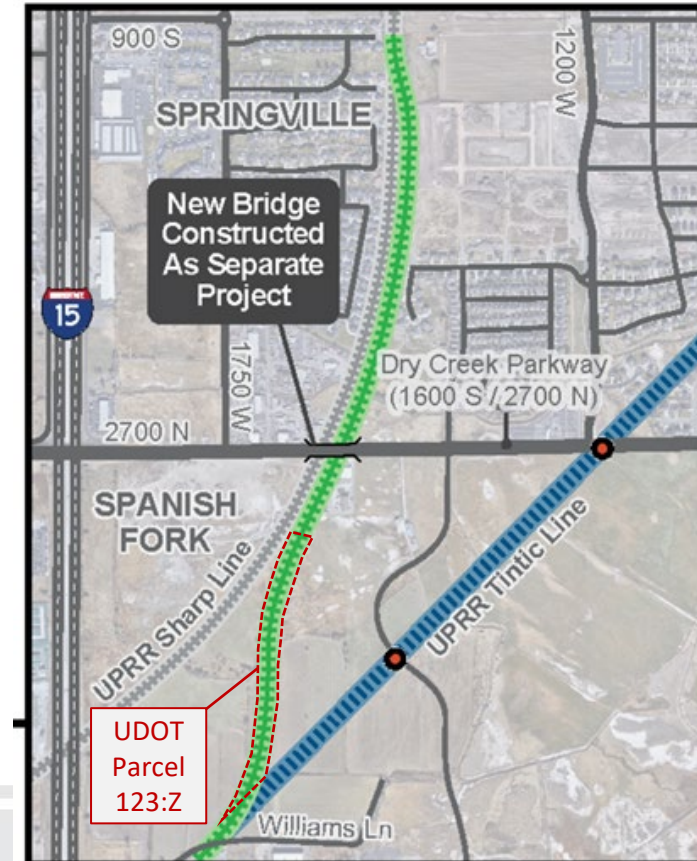 900 S
1200 W
SPRINGVILLE
New Bridge
Constructed
As Separate
Project
INTERSTATE
15
1750 W
Dry Creek Parkway
(1600 S / 2700 N)
2700 N
SPANISH
FORK
UPRR Sharp Line
UPRR Tintic Line
UDOT
Parcel
123:Z
Williams Ln